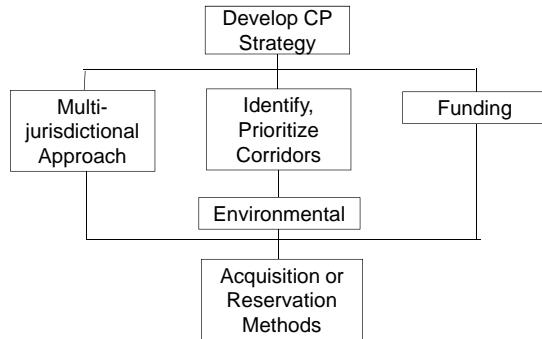 Develop CP
Strategy
Multi-
jurisdictional
Approach
Identify,
Prioritize
Corridors
Funding
Environmental
Acquisition or
Reservation
Methods